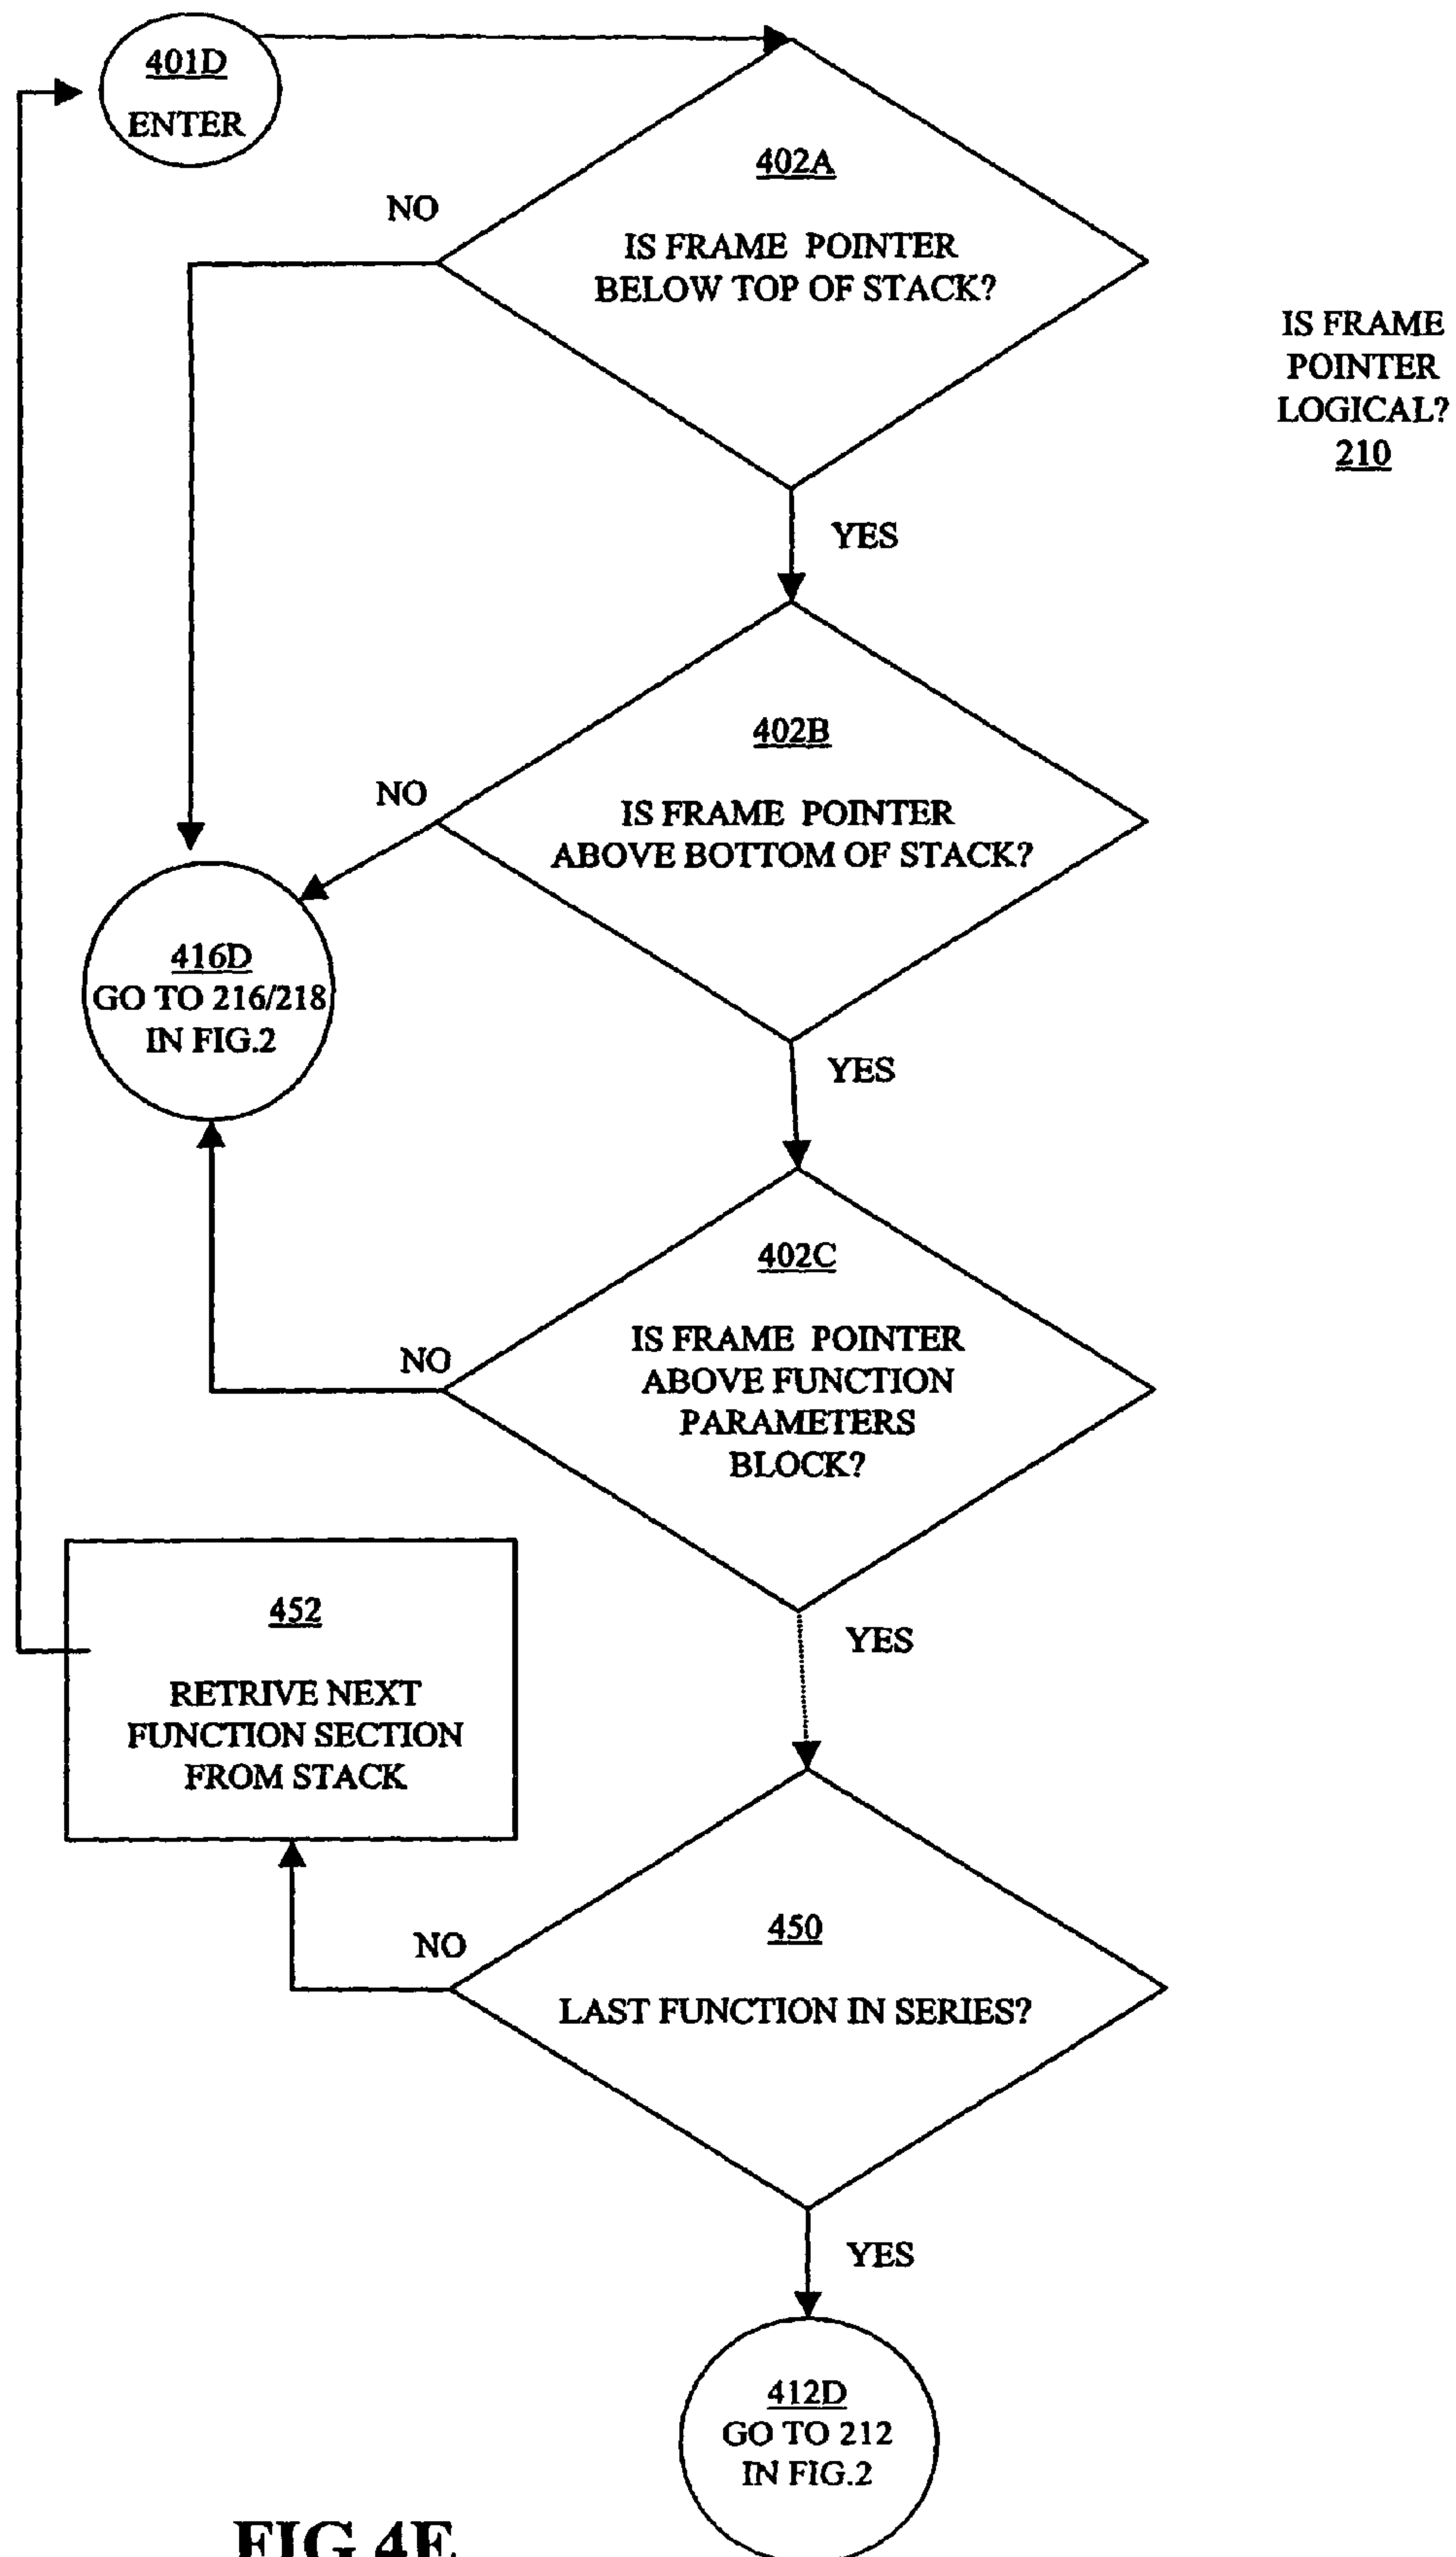 401D
ENTER
402A
NO
IS FRAME POINTER
BELOW TOP OF STACK?
IS FRAME
POINTER
LOGICAL?
210
YES
402B
NO
IS FRAME POINTER
ABOVE BOTTOM OF STACK?
416D
GO TO 216/218
IN FIG.2
YES
402C
NO
IS FRAME POINTER
ABOVE FUNCTION
PARAMETERS
BLOCK?
452
YES
RETRIVE NEXT
FUNCTION SECTION
FROM STACK
450
NO
LAST FUNCTION IN SERIES?
YES
412D
GO TO 212
IN FIG.2
FIG 4E